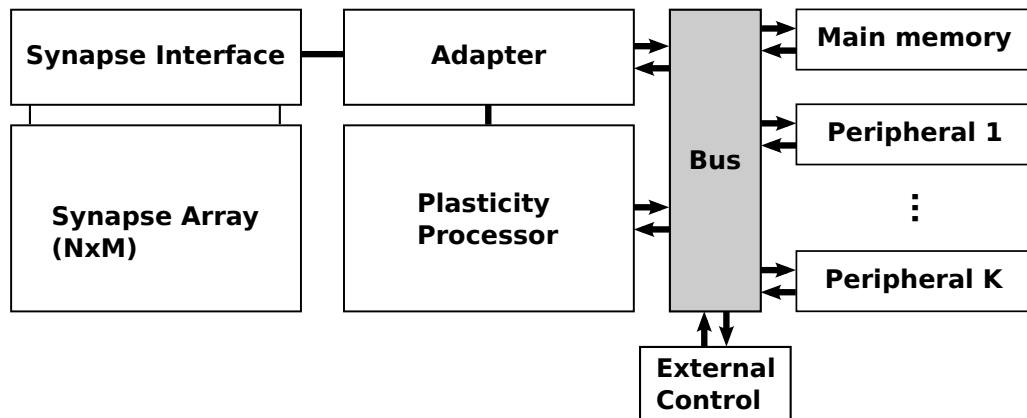 Synapse Interface
Adapter
Main memory
Peripheral 1
Bus
Synapse Array
(NxM)
Plasticity
Processor
⋮
Peripheral K
External
Control